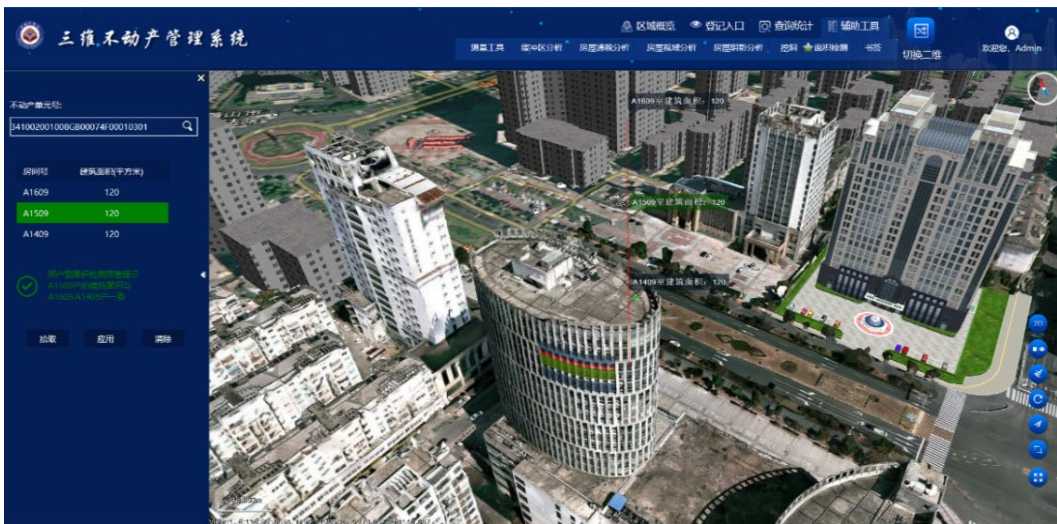 三维不动产管理系统
区域概览 登记入口 查询统计 辅助工具
测量工具 缓冲区分析 房屋通视分析 房屋视域分析 房屋阴影分析 挖洞 面积检测 书签
切换二维
欢迎您，Admin
×
不动产单元号:
341002001008GB00074F00010301
房间号 建筑面积(平方米)
A1609 120
A1509 120
A1409 120
同户型面积检测预警提示
A1509户的建筑面积与
A1609,A1409户一致
拾取 应用 清除
A1609室建筑面积：120
A1509室建筑面积：120
A1409室建筑面积：120
2D